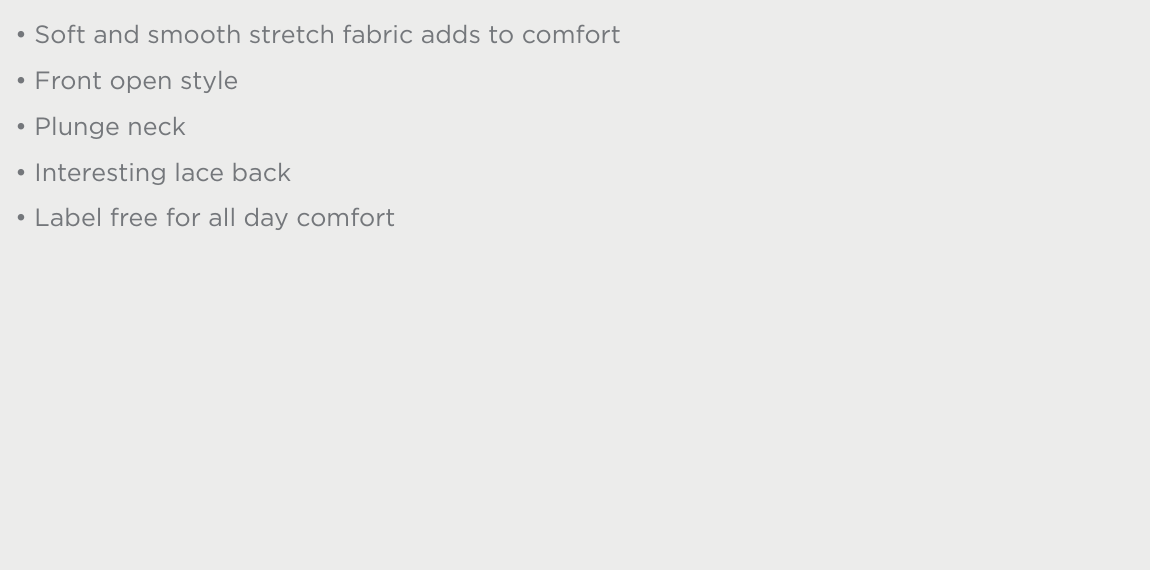 • Soft and smooth stretch fabric adds to comfort
• Front open style
• Plunge neck
• Interesting lace back
• Label free for all day comfort